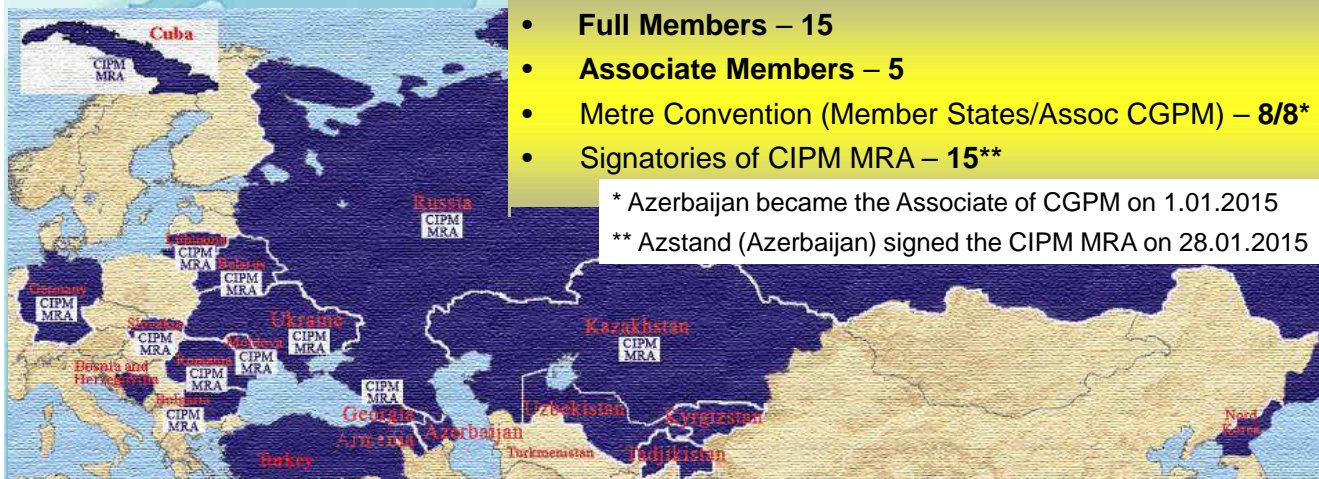 • Full Members – 15
• Associate Members – 5
• Metre Convention (Member States/Assoc CGPM) – 8/8*
• Signatories of CIPM MRA – 15**
* Azerbaijan became the Associate of CGPM on 1.01.2015
** Azstand (Azerbaijan) signed the CIPM MRA on 28.01.2015
Cuba
CIPM
MRA
Russia
CIPM
MRA
Lithuania
CIPM
MRA
Belarus
CIPM
MRA
Germany
CIPM
MRA
Slovakia
CIPM
MRA
Ukraine
CIPM
MRA
Moldova
CIPM
MRA
Romania
CIPM
MRA
Bosnia and
Herzegovina
Bulgaria
CIPM
MRA
Kazakhstan
CIPM
MRA
CIPM
MRA
Georgia
Armenia
Azerbaijan
Turkey
Uzbekistan
Turkmenistan
Kyrgizstan
Tadjikistan
Nord
Korea